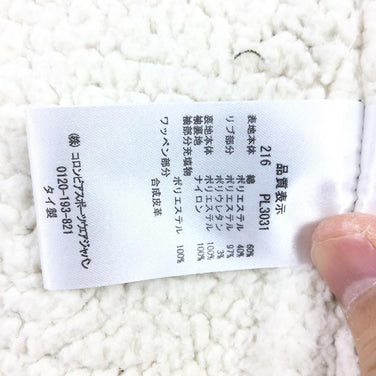 品質表示
216 PL3031
表地本体 綿 60%
ポリエステル 40%
リブ部分 ポリエステル 97%
ポリウレタン 3%
表地本体 ポリエステル 100%
袖裏地 ナイロン 100%
袖部分充填物 ポリエステル 100%
ワッペン部分 合成皮革
㈱コロンビアスポーツウエアジャパン
0120-193-821
タイ製